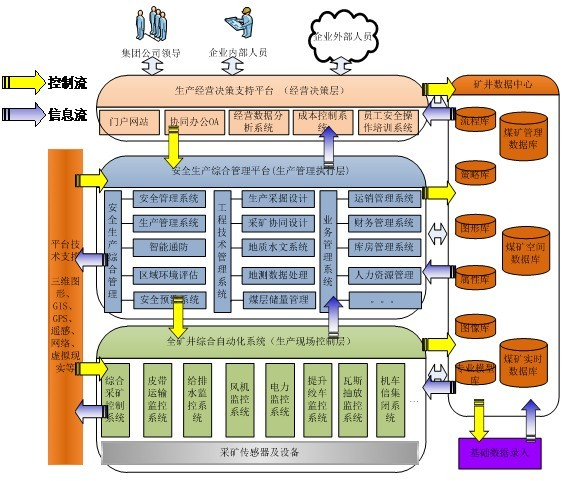 集团公司领导
企业内部人员
企业外部人员
控制流
信息流
生产经营决策支持平台 （经营决策层）
门户网站
协同办公OA
经营数据分
析系统
成本控制系
统
员工安全操
作培训系统
矿井数据中心
流程库
煤矿管理
数据库
策略库
图形库
煤矿空间
数据库
属性库
图像库
煤矿实时
数据库
专业模型
库
基础数据录入
平台技
术支持
三维图
形、
GIS、
GPS、
遥感、
网络、
虚拟现
实等
安全生产综合管理平台(生产管理执行层)
安全生产综合管理
安全管理系统
生产管理系统
智能通防
区域环境评估
安全预警系统
工程技术管理系统
生产采掘设计
采矿协同设计
地质水文系统
地测数据处理
煤层储量管理
业务管理系统
运销管理系统
财务管理系统
库房管理系统
人力资源管理
. . .
全矿井综合自动化系统（生产现场控制层）
综合
采矿
控制
系统
皮带
运输
监控
系统
给排
水监
控系
统
风机
监控
系统
电力
监控
系统
提升
绞车
监控
系统
瓦斯
抽放
监控
系统
机车
信集
闭系
统
…
采矿传感器及设备